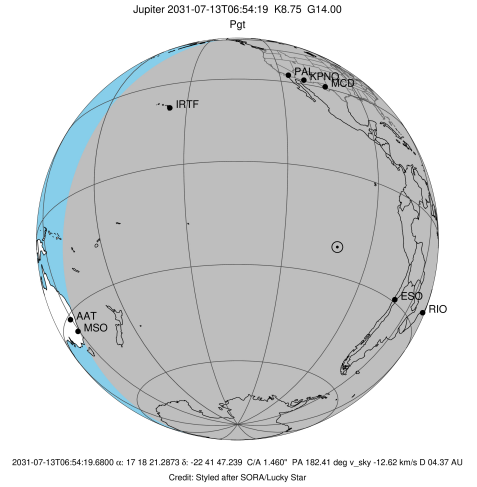 Jupiter 2031-07-13T06:54:19 K8.75 G14.00
Pgt
PAL
KPNO
MCD
IRTF
ESO
RIO
AAT
MSO
2031-07-13T06:54:19.6800 α: 17 18 21.2873 δ: -22 41 47.239 C/A 1.460" PA 182.41 deg v_sky -12.62 km/s D 04.37 AU
Credit: Styled after SORA/Lucky Star